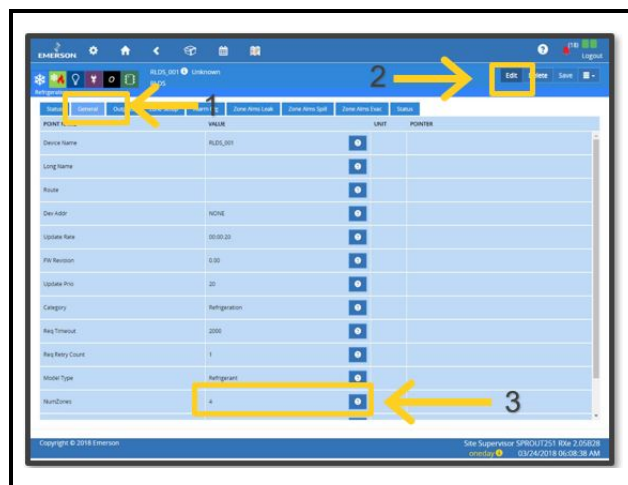 EMERSON
(18)
Logout
RLDS_001 Unknown
RLDS
Refrigeration
2
Edit Delete Save
1
Status General Zone Alms Leak Zone Alms Spill Zone Alms Evac Status
VALUE UNIT POINTER
Device Name RLDS_001
Long Name
Route
Dev Addr NONE
Update Rate 00:00:20
FW Revision 0.00
Update Prio 20
Category Refrigeration
Req Timeout 2000
Req Retry Count 1
Model Type Refrigerant
NumZones 4
3
Copyright © 2018 Emerson
Site Supervisor SPROUT251 RXe 2.05B28
oneday 03/24/2018 06:08:38 AM